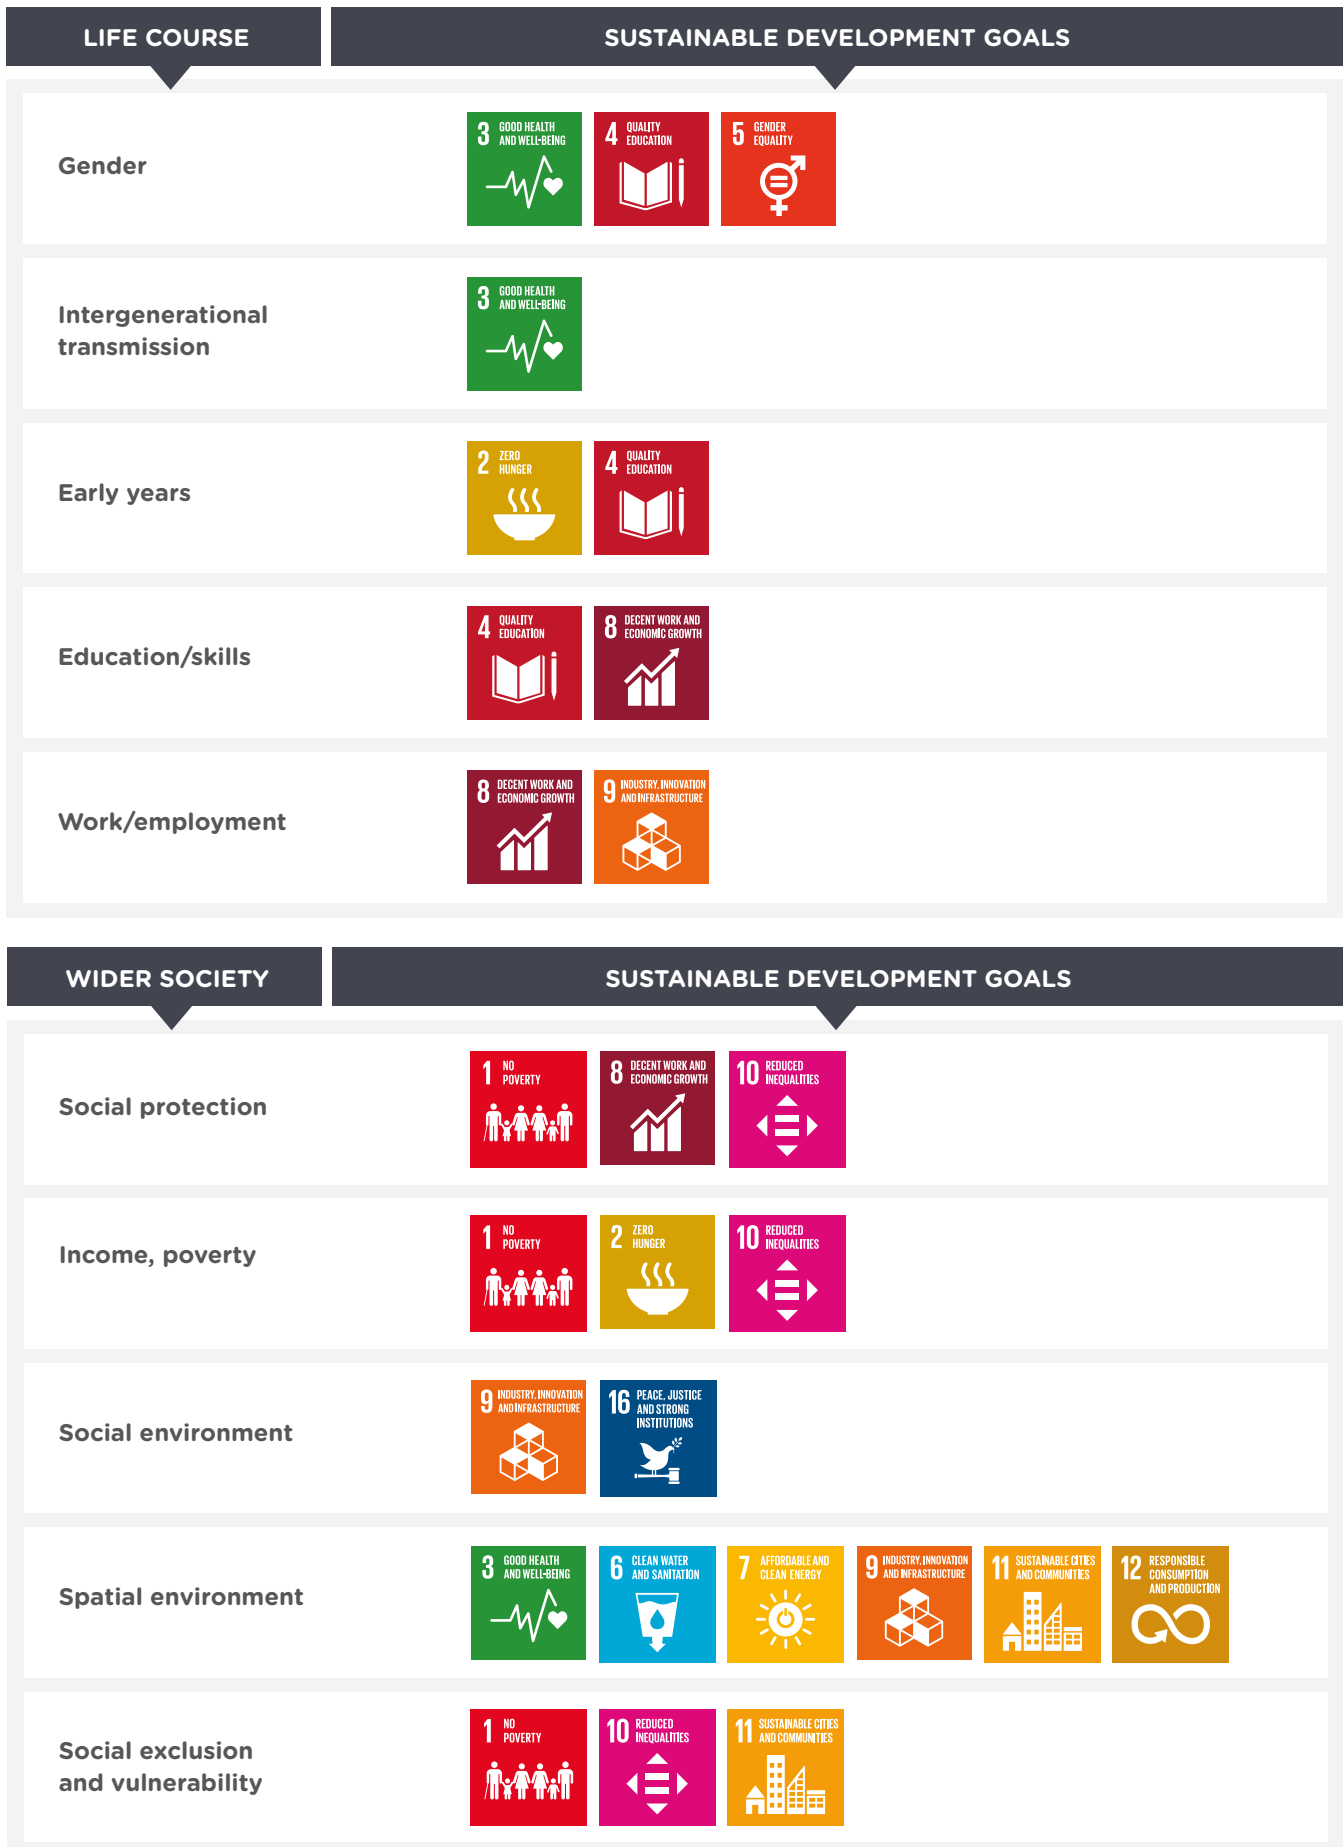 LIFE COURSE
SUSTAINABLE DEVELOPMENT GOALS
Gender
3 GOOD HEALTH
AND WELL-BEING
4 QUALITY
EDUCATION
5 GENDER
EQUALITY
Intergenerational
transmission
3 GOOD HEALTH
AND WELL-BEING
Early years
2 ZERO
HUNGER
4 QUALITY
EDUCATION
Education/skills
4 QUALITY
EDUCATION
8 DECENT WORK AND
ECONOMIC GROWTH
Work/employment
8 DECENT WORK AND
ECONOMIC GROWTH
9 INDUSTRY, INNOVATION
AND INFRASTRUCTURE
WIDER SOCIETY
SUSTAINABLE DEVELOPMENT GOALS
Social protection
1 NO
POVERTY
8 DECENT WORK AND
ECONOMIC GROWTH
10 REDUCED
INEQUALITIES
Income, poverty
1 NO
POVERTY
2 ZERO
HUNGER
10 REDUCED
INEQUALITIES
Social environment
9 INDUSTRY, INNOVATION
AND INFRASTRUCTURE
16 PEACE, JUSTICE
AND STRONG
INSTITUTIONS
Spatial environment
3 GOOD HEALTH
AND WELL-BEING
6 CLEAN WATER
AND SANITATION
7 AFFORDABLE AND
CLEAN ENERGY
9 INDUSTRY, INNOVATION
AND INFRASTRUCTURE
11 SUSTAINABLE CITIES
AND COMMUNITIES
12 RESPONSIBLE
CONSUMPTION
AND PRODUCTION
Social exclusion
and vulnerability
1 NO
POVERTY
10 REDUCED
INEQUALITIES
11 SUSTAINABLE CITIES
AND COMMUNITIES